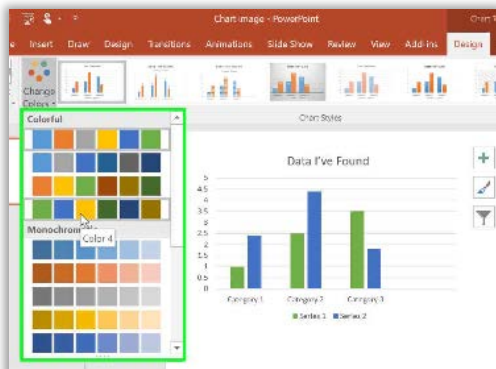 Chart image - PowerPoint
Chart T
Insert Draw Design Transitions Animations Slide Show Review View Add-ins Design
Change
Colors
Chart Styles
Colorful
Color 4
Data I've Found
5
4.5
4
3.5
3
2.5
2
1.5
1
0.5
0
Category 1 Category 2 Category 3
Series 1 Series 2